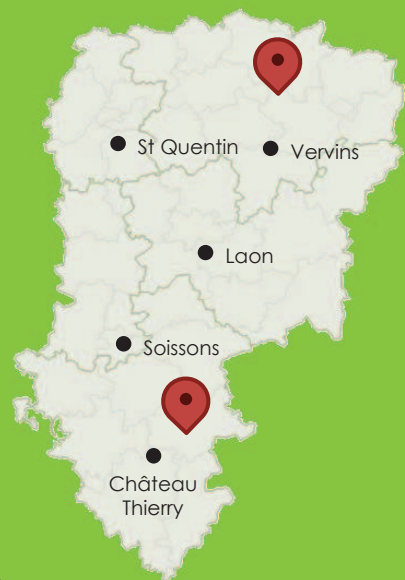 St Quentin
Vervins
Laon
Soissons
Château
Thierry